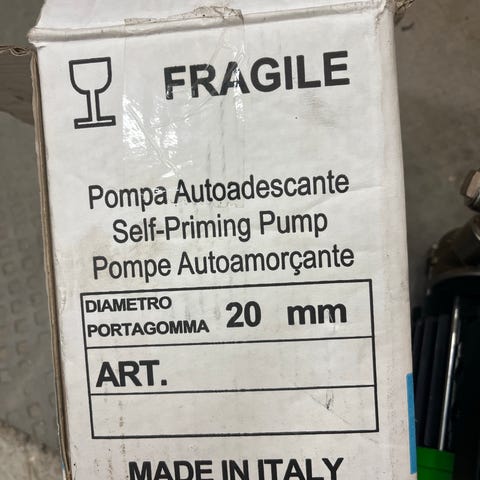 FRAGILE
Pompa Autoadescante
Self-Priming Pump
Pompe Autoamorçante
DIAMETRO
PORTAGOMMA 20 mm
ART.
MADE IN ITALY